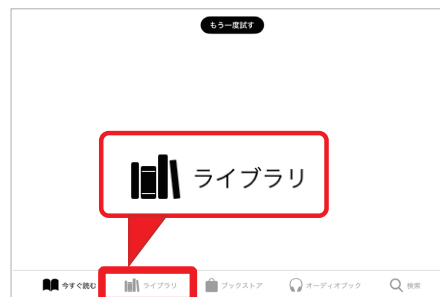 もう一度試す
ライブラリ
今すぐ読む
ライブラリ
ブックストア
オーディオブック
検索